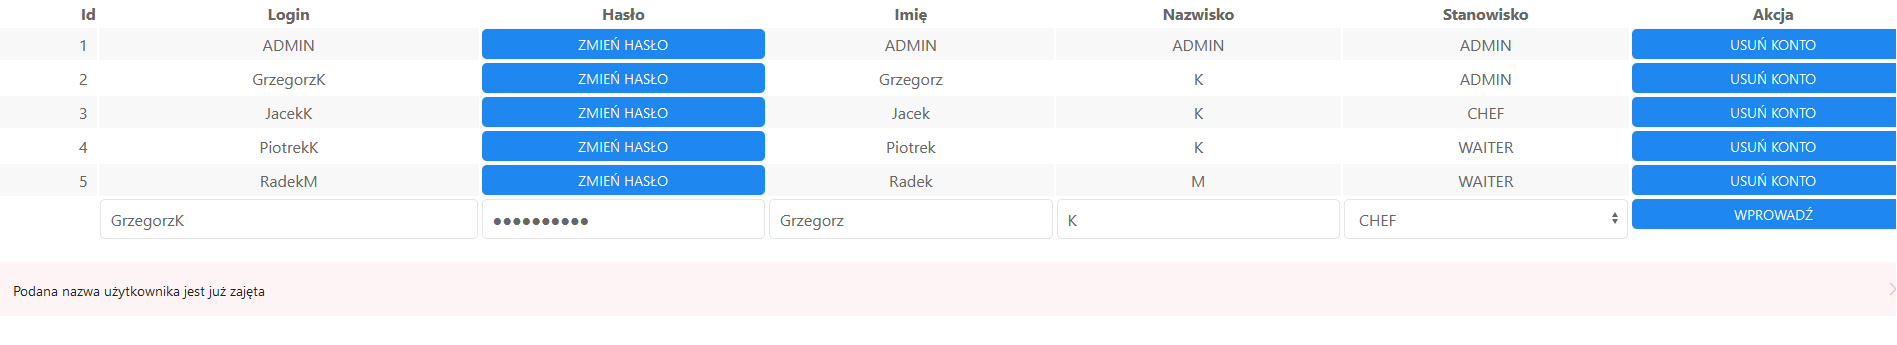 Id Login Hasło Imię Nazwisko Stanowisko Akcja
1 ADMIN ZMIEŃ HASŁO ADMIN ADMIN ADMIN USUŃ KONTO
2 GrzegorzK ZMIEŃ HASŁO Grzegorz K ADMIN USUŃ KONTO
3 JacekK ZMIEŃ HASŁO Jacek K CHEF USUŃ KONTO
4 PiotrekK ZMIEŃ HASŁO Piotrek K WAITER USUŃ KONTO
5 RadekM ZMIEŃ HASŁO Radek M WAITER USUŃ KONTO
GrzegorzK ●●●●●●●●●● Grzegorz K CHEF WPROWADŹ
Podana nazwa użytkownika jest już zajęta